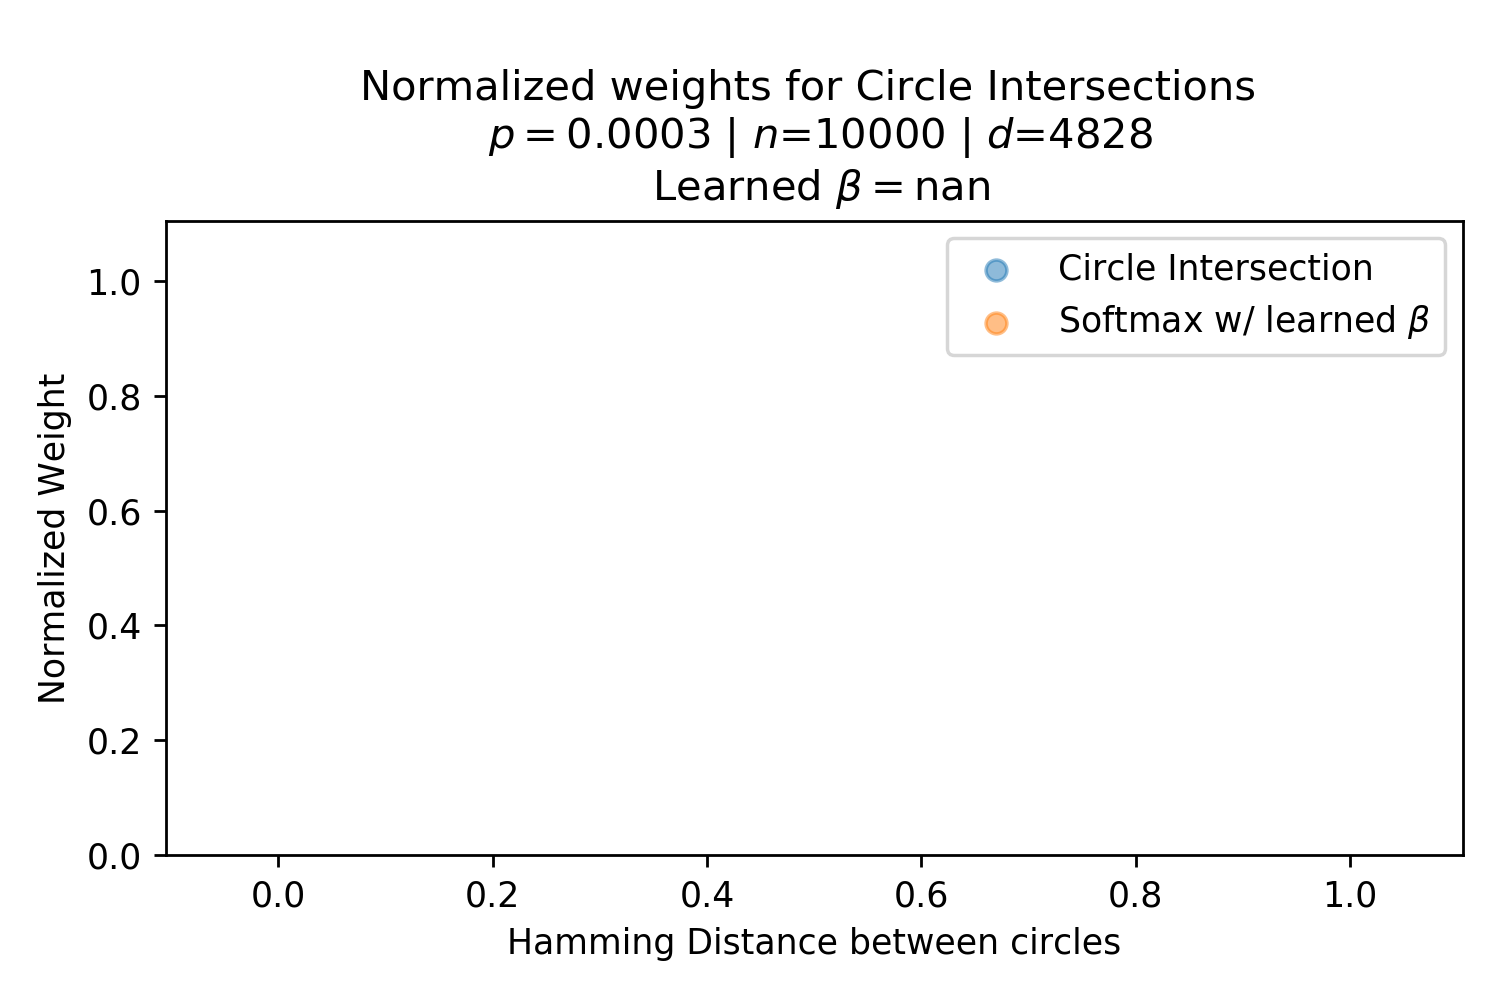 Normalized weights for Circle Intersections
p = 0.0003 | n=10000 | d=4828
Learned β = nan
Circle Intersection
Softmax w/ learned β
Normalized Weight
1.0
0.8
0.6
0.4
0.2
0.0
0.0 0.2 0.4 0.6 0.8 1.0
Hamming Distance between circles